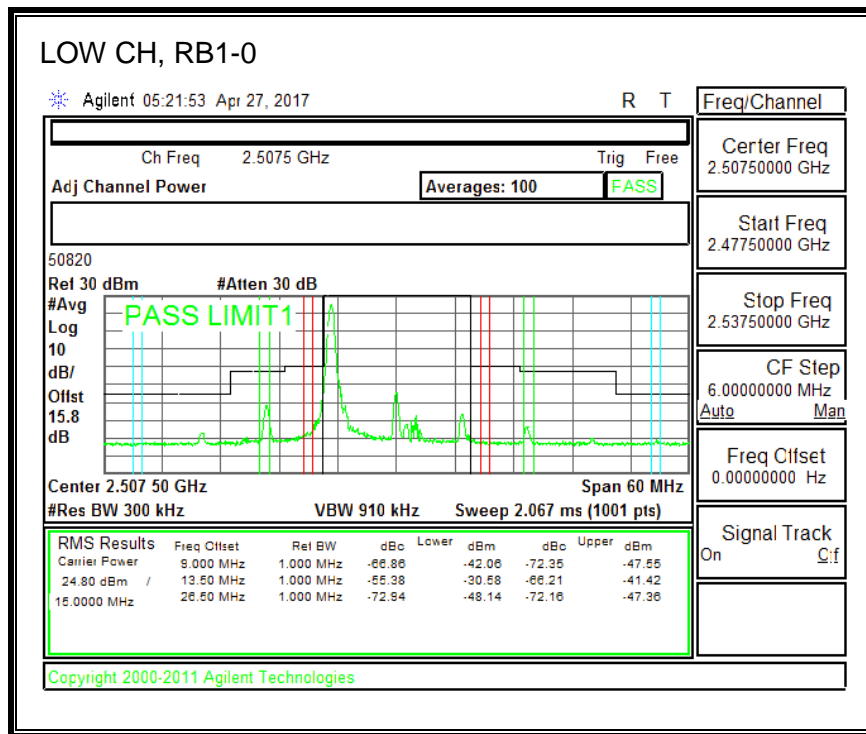 LOW CH, RB1-0
Agilent 05:21:53 Apr 27, 2017 R T
Freq/Channel
Ch Freq 2.5075 GHz Trig Free
Adj Channel Power Averages: 100 PASS
Center Freq
2.50750000 GHz
Start Freq
2.47750000 GHz
Stop Freq
2.53750000 GHz
CF Step
6.00000000 MHz
Auto Man
Freq Offset
0.00000000 Hz
Signal Track
On Off
50820
Ref 30 dBm #Atten 30 dB
#Avg
Log
10
dB/
Offst
15.8
dB
PASS LIMIT1
Center 2.507 50 GHz Span 60 MHz
#Res BW 300 kHz VBW 910 kHz Sweep 2.067 ms (1001 pts)
RMS Results Freq Offset Ref BW dBc Lower dBm dBc Upper dBm
Carrier Power 9.000 MHz 1.000 MHz -66.86 -42.06 -72.35 -47.55
24.80 dBm / 13.50 MHz 1.000 MHz -55.38 -30.58 -66.21 -41.42
15.0000 MHz 26.50 MHz 1.000 MHz -72.94 -48.14 -72.16 -47.36
Copyright 2000-2011 Agilent Technologies